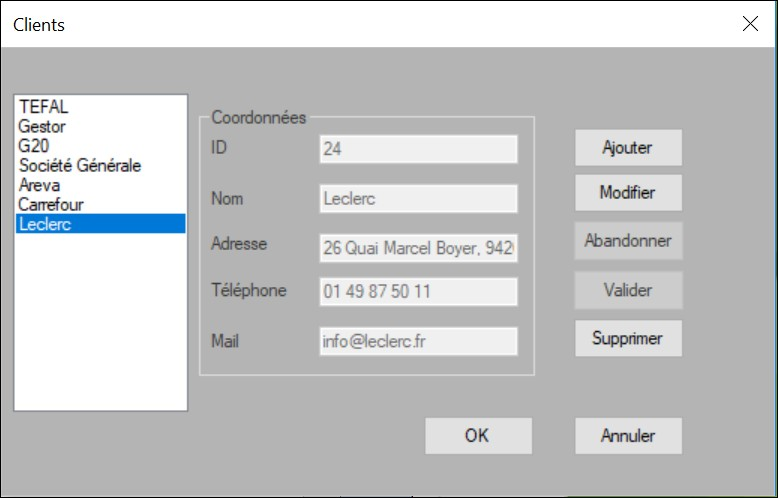 Clients
TEFAL
Gestor
G20
Société Générale
Areva
Carrefour
Leclerc
Coordonnées
ID
24
Nom
Leclerc
Adresse
26 Quai Marcel Boyer, 942
Téléphone
01 49 87 50 11
Mail
info@leclerc.fr
Ajouter
Modifier
Abandonner
Valider
Supprimer
OK
Annuler